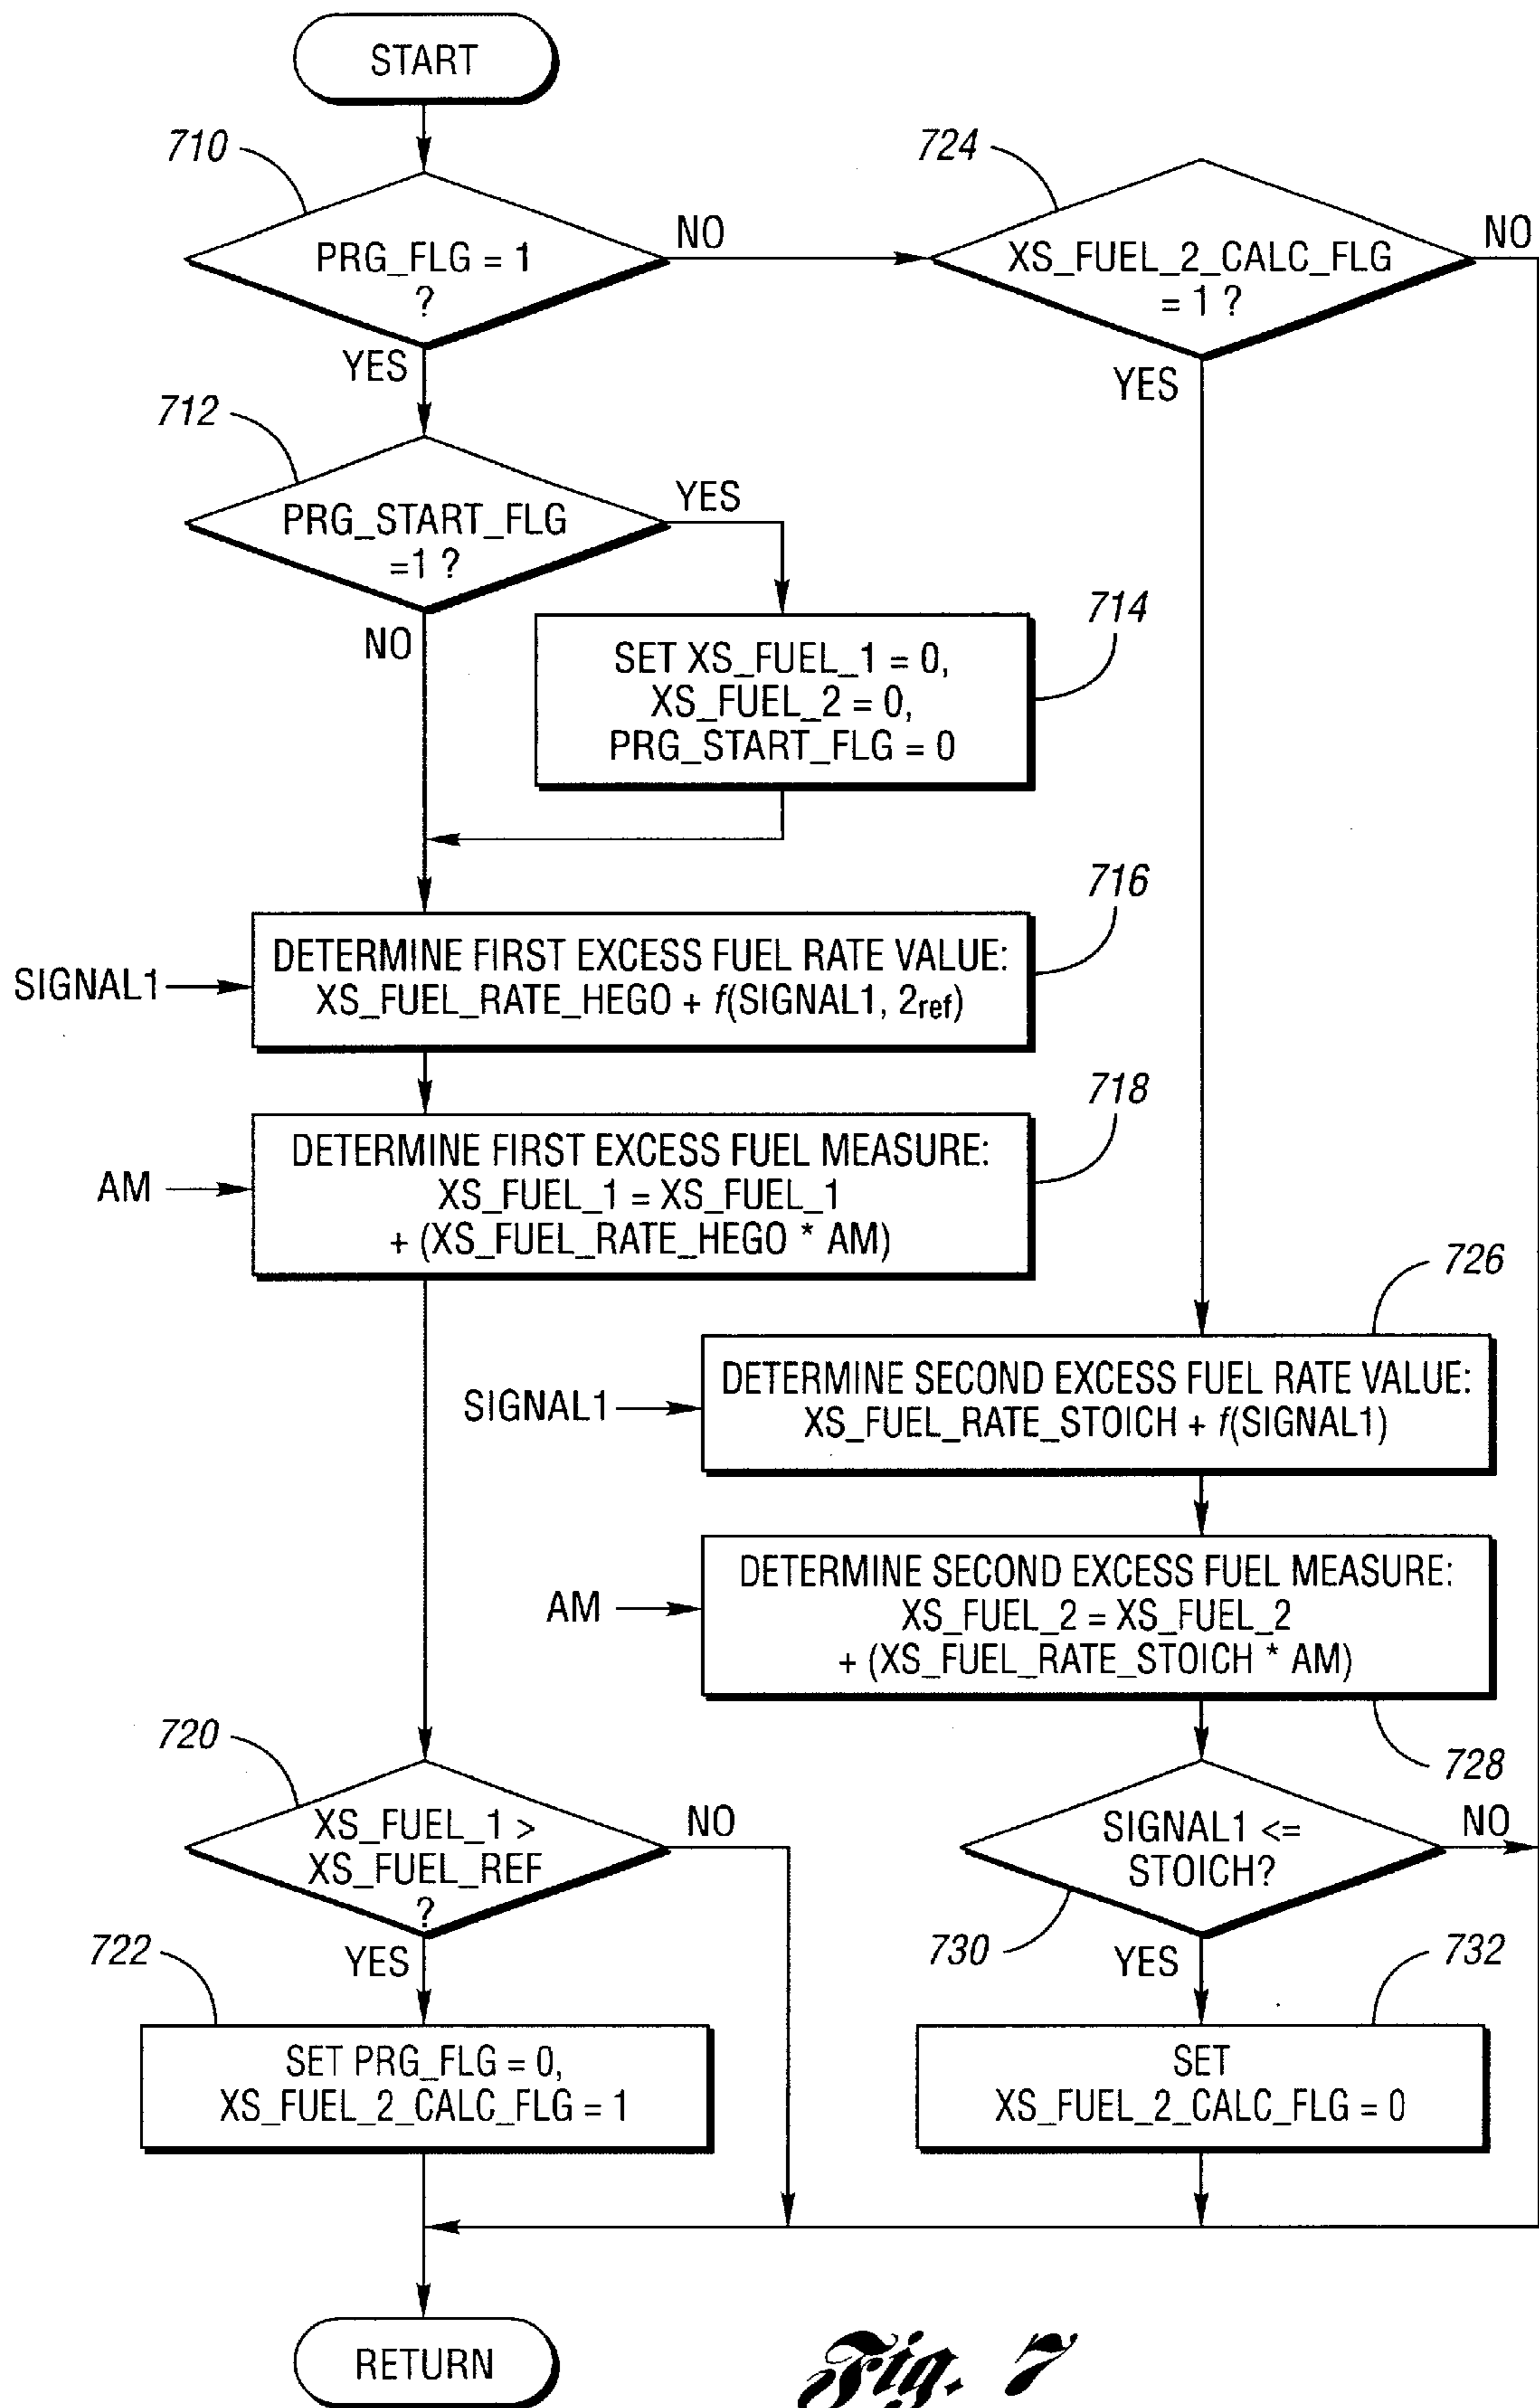 START
710
PRG_FLG = 1
?
NO
YES
724
XS_FUEL_2_CALC_FLG
= 1 ?
NO
YES
712
PRG_START_FLG
=1 ?
YES
NO
714
SET XS_FUEL_1 = 0,
XS_FUEL_2 = 0,
PRG_START_FLG = 0
716
SIGNAL1
DETERMINE FIRST EXCESS FUEL RATE VALUE:
XS_FUEL_RATE_HEGO + f(SIGNAL1, 2ref)
718
AM
DETERMINE FIRST EXCESS FUEL MEASURE:
XS_FUEL_1 = XS_FUEL_1
+ (XS_FUEL_RATE_HEGO * AM)
726
SIGNAL1
DETERMINE SECOND EXCESS FUEL RATE VALUE:
XS_FUEL_RATE_STOICH + f(SIGNAL1)
AM
DETERMINE SECOND EXCESS FUEL MEASURE:
XS_FUEL_2 = XS_FUEL_2
+ (XS_FUEL_RATE_STOICH * AM)
728
720
XS_FUEL_1 >
XS_FUEL_REF
?
NO
YES
SIGNAL1 <=
STOICH?
NO
730
YES
722
SET PRG_FLG = 0,
XS_FUEL_2_CALC_FLG = 1
732
SET
XS_FUEL_2_CALC_FLG = 0
RETURN
Fig. 7